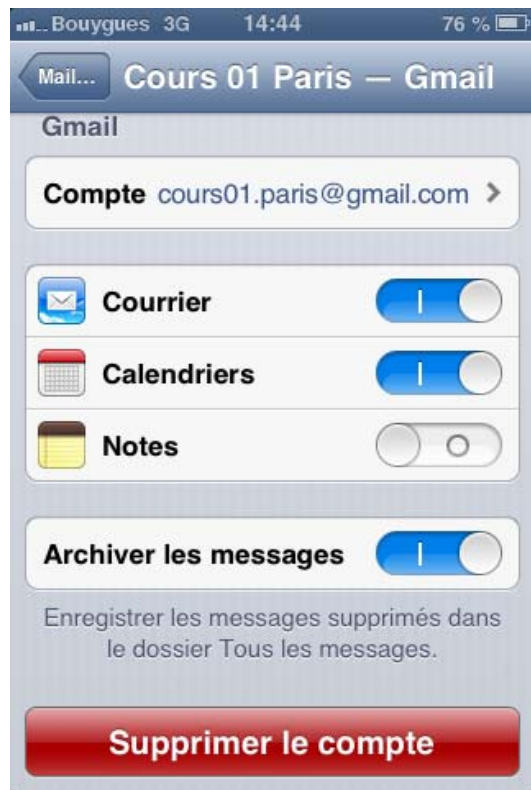 Bouygues 3G 14:44 76 %
Mail... Cours 01 Paris — Gmail
Gmail
Compte cours01.paris@gmail.com
Courrier
Calendriers
Notes
Archiver les messages
Enregistrer les messages supprimés dans
le dossier Tous les messages.
Supprimer le compte